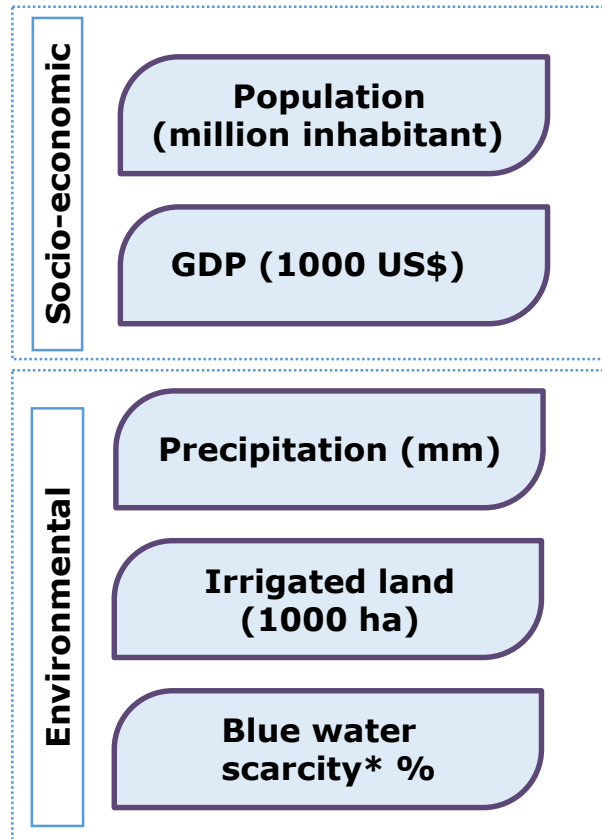 Socio-economic
Population
(million inhabitant)
GDP (1000 US$)
Environmental
Precipitation (mm)
Irrigated land
(1000 ha)
Blue water
scarcity* %